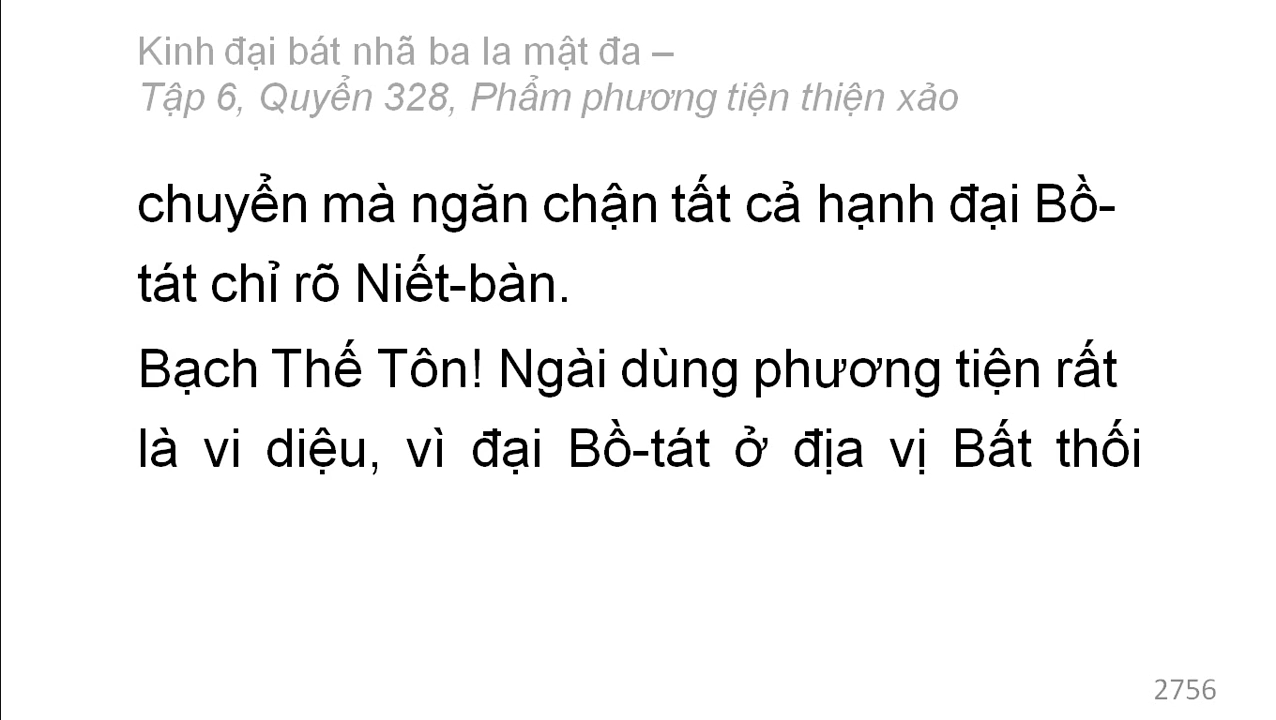 Kinh đại bát nhã ba la mật đa –
Tập 6, Quyển 328, Phẩm phương tiện thiện xảo
chuyển mà ngăn chận tất cả hạnh đại Bồ-
tát chỉ rõ Niết-bàn.
Bạch Thế Tôn! Ngài dùng phương tiện rất
là vi diệu, vì đại Bồ-tát ở địa vị Bất thối
2756